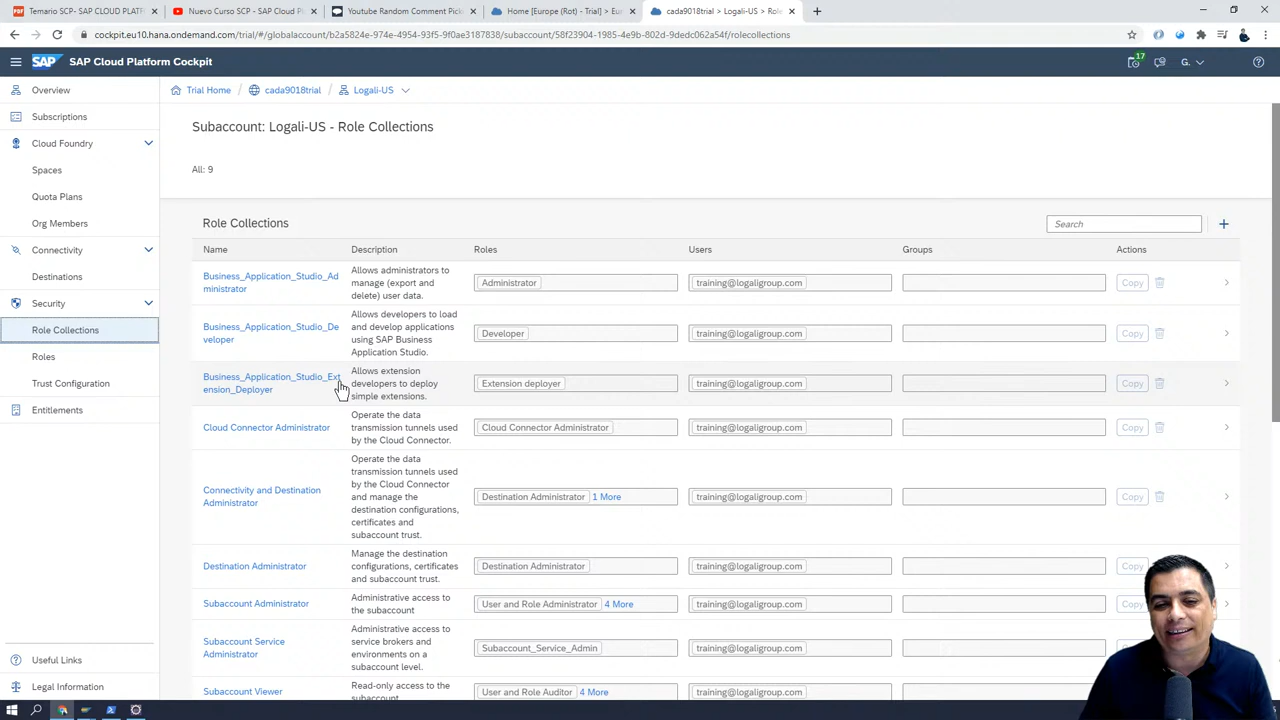 Temario SCP- SAP CLOUD PLATF
Nuevo Curso SCP - SAP Cloud Pl
Youtube Random Comment Pick
Home [Europe (Rot) - Trial] > Eu
cada9018trial > Logali-US > Role
cockpit.eu10.hana.ondemand.com/trial/#/globalaccount/b2a5824e-974e-4954-93f5-9f0ae3187838/subaccount/58f23904-1985-4e9b-802d-9dedc062a54f/rolecollections
SAP
SAP Cloud Platform Cockpit
17
G.
Overview
Subscriptions
Cloud Foundry
Spaces
Quota Plans
Org Members
Connectivity
Destinations
Security
Role Collections
Roles
Trust Configuration
Entitlements
Useful Links
Legal Information
Trial Home / cada9018trial / Logali-US
Subaccount: Logali-US - Role Collections
All: 9
Role Collections
Search
Name Description Roles Users Groups Actions
Business_Application_Studio_Ad
ministrator
Allows administrators to
manage (export and
delete) user data.
Administrator
training@logaligroup.com
Copy
Business_Application_Studio_De
veloper
Allows developers to load
and develop applications
using SAP Business
Application Studio.
Developer
training@logaligroup.com
Copy
Business_Application_Studio_Ext
ension_Deployer
Allows extension
developers to deploy
simple extensions.
Extension deployer
training@logaligroup.com
Copy
Cloud Connector Administrator
Operate the data
transmission tunnels used
by the Cloud Connector.
Cloud Connector Administrator
training@logaligroup.com
Copy
Connectivity and Destination
Administrator
Operate the data
transmission tunnels used
by the Cloud Connector
and manage the
destination configurations,
certificates and
subaccount trust.
Destination Administrator
1 More
training@logaligroup.com
Copy
Destination Administrator
Manage the destination
configurations, certificates
and subaccount trust.
Destination Administrator
training@logaligroup.com
Copy
Subaccount Administrator
Administrative access to
the subaccount
User and Role Administrator
4 More
training@logaligroup.com
Copy
Subaccount Service
Administrator
Administrative access to
service brokers and
environments on a
subaccount level.
Subaccount_Service_Admin
training@logaligroup.com
Subaccount Viewer
Read-only access to the
subaccount
User and Role Auditor
4 More
training@logaligroup.com